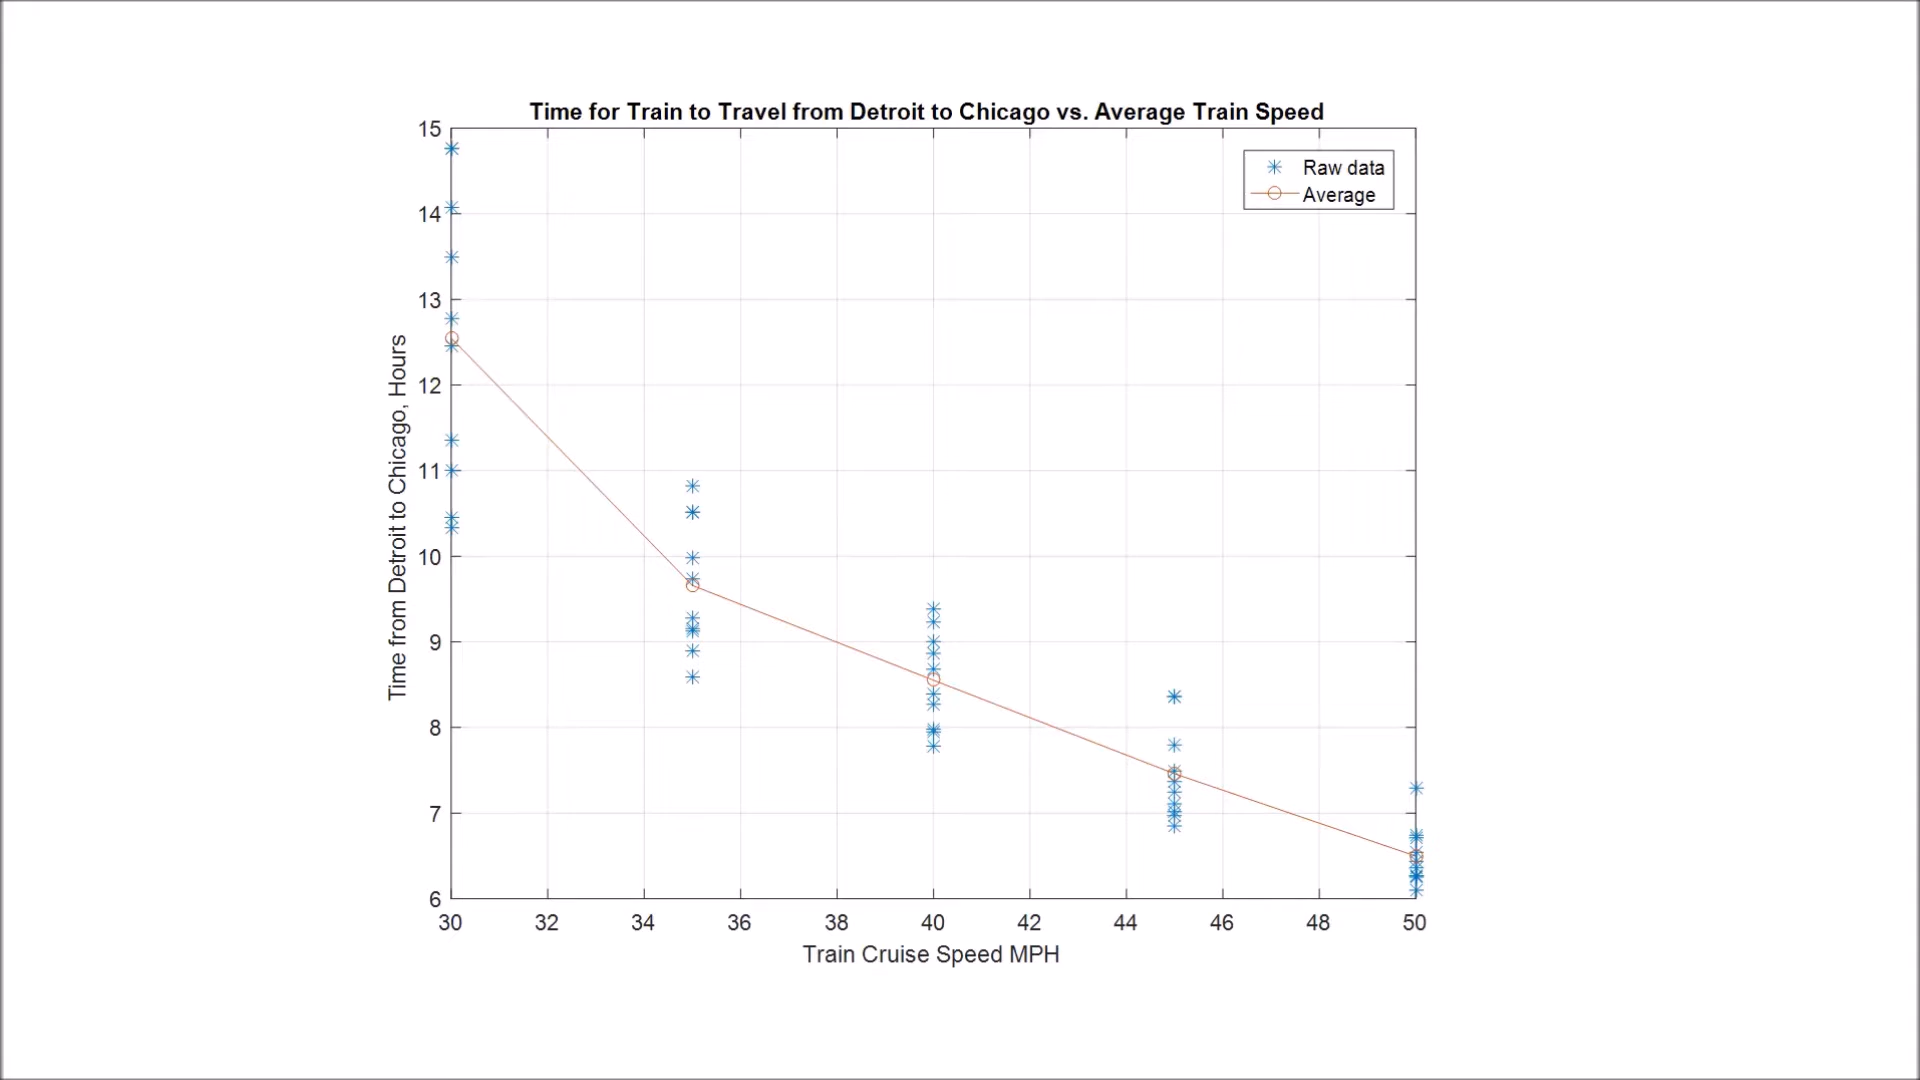 Time for Train to Travel from Detroit to Chicago vs. Average Train Speed
Raw data
Average
15
14
13
12
11
10
9
8
7
6
Time from Detroit to Chicago, Hours
30 32 34 36 38 40 42 44 46 48 50
Train Cruise Speed MPH